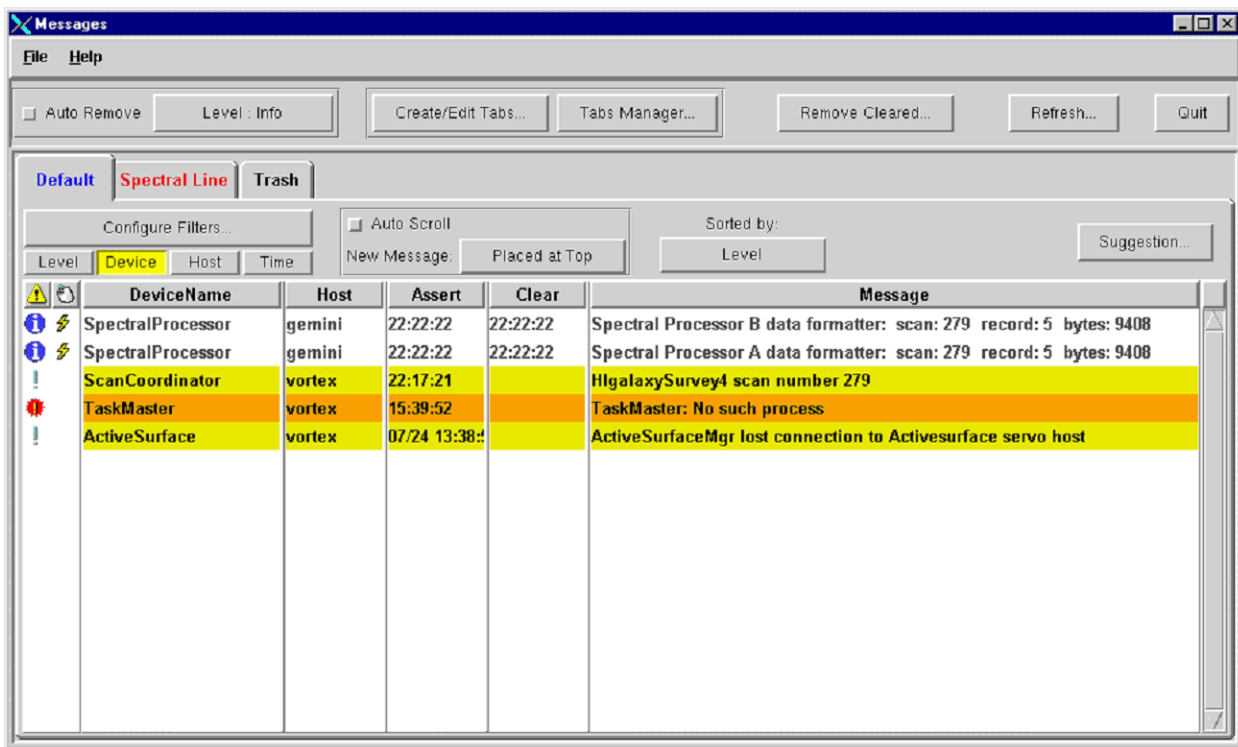 Messages
File Help
Auto Remove Level : Info Create/Edit Tabs... Tabs Manager... Remove Cleared... Refresh... Quit
Default Spectral Line Trash
Configure Filters... Auto Scroll Sorted by: Suggestion...
Level Device Host Time New Message: Placed at Top Level
DeviceName Host Assert Clear Message
SpectralProcessor gemini 22:22:22 22:22:22 Spectral Processor B data formatter: scan: 279 record: 5 bytes: 9408
SpectralProcessor gemini 22:22:22 22:22:22 Spectral Processor A data formatter: scan: 279 record: 5 bytes: 9408
ScanCoordinator vortex 22:17:21 HIgalaxySurvey4 scan number 279
TaskMaster vortex 15:39:52 TaskMaster: No such process
ActiveSurface vortex 07/24 13:38: ActiveSurfaceMgr lost connection to Activesurface servo host